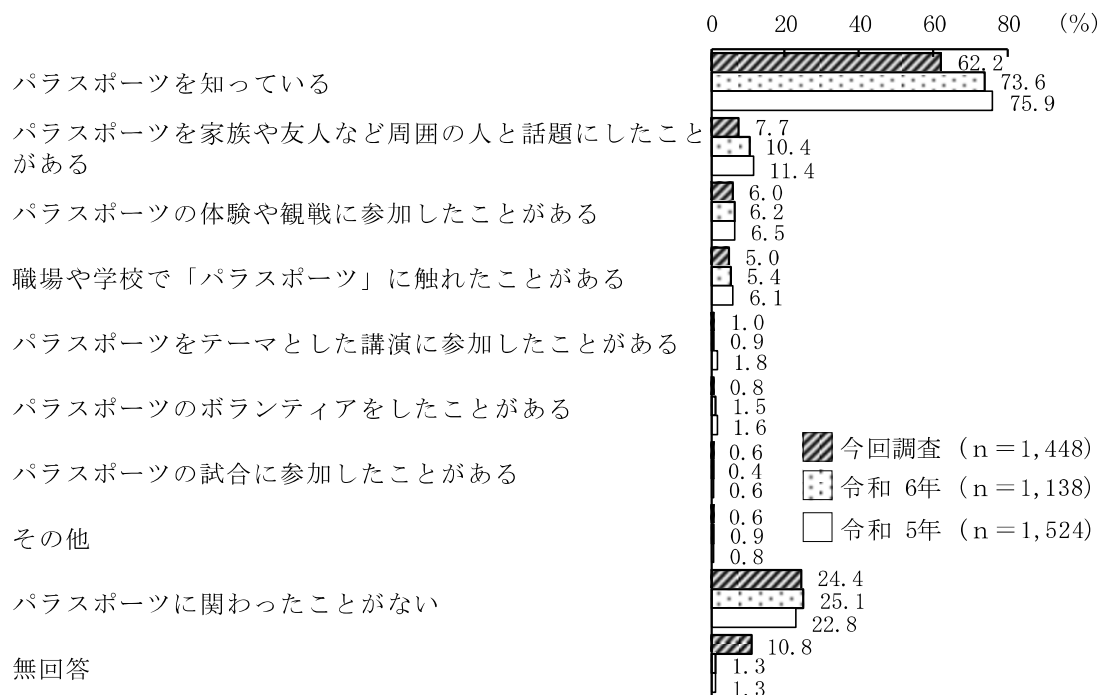 0 20 40 60 80 (%)
パラスポーツを知っている
62.2
73.6
75.9
パラスポーツを家族や友人など周囲の人と話題にしたこと
がある
7.7
10.4
11.4
パラスポーツの体験や観戦に参加したことがある
6.0
6.2
6.5
職場や学校で「パラスポーツ」に触れたことがある
5.0
5.4
6.1
パラスポーツをテーマとした講演に参加したことがある
1.0
0.9
1.8
パラスポーツのボランティアをしたことがある
0.8
1.5
1.6
パラスポーツの試合に参加したことがある
0.6
0.4
0.6
その他
0.6
0.9
0.8
パラスポーツに関わったことがない
24.4
25.1
22.8
無回答
10.8
1.3
1.3
今回調査 (n=1,448)
令和 6年 (n=1,138)
令和 5年 (n=1,524)